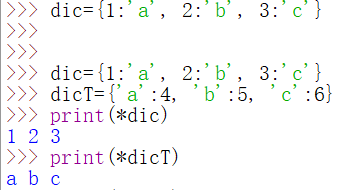 >>> dic={1:'a', 2:'b', 3:'c'}
>>>
>>>
>>> dic={1:'a', 2:'b', 3:'c'}
>>> dicT={'a':4, 'b':5, 'c':6}
>>> print(*dic)
1 2 3
>>> print(*dicT)
a b c